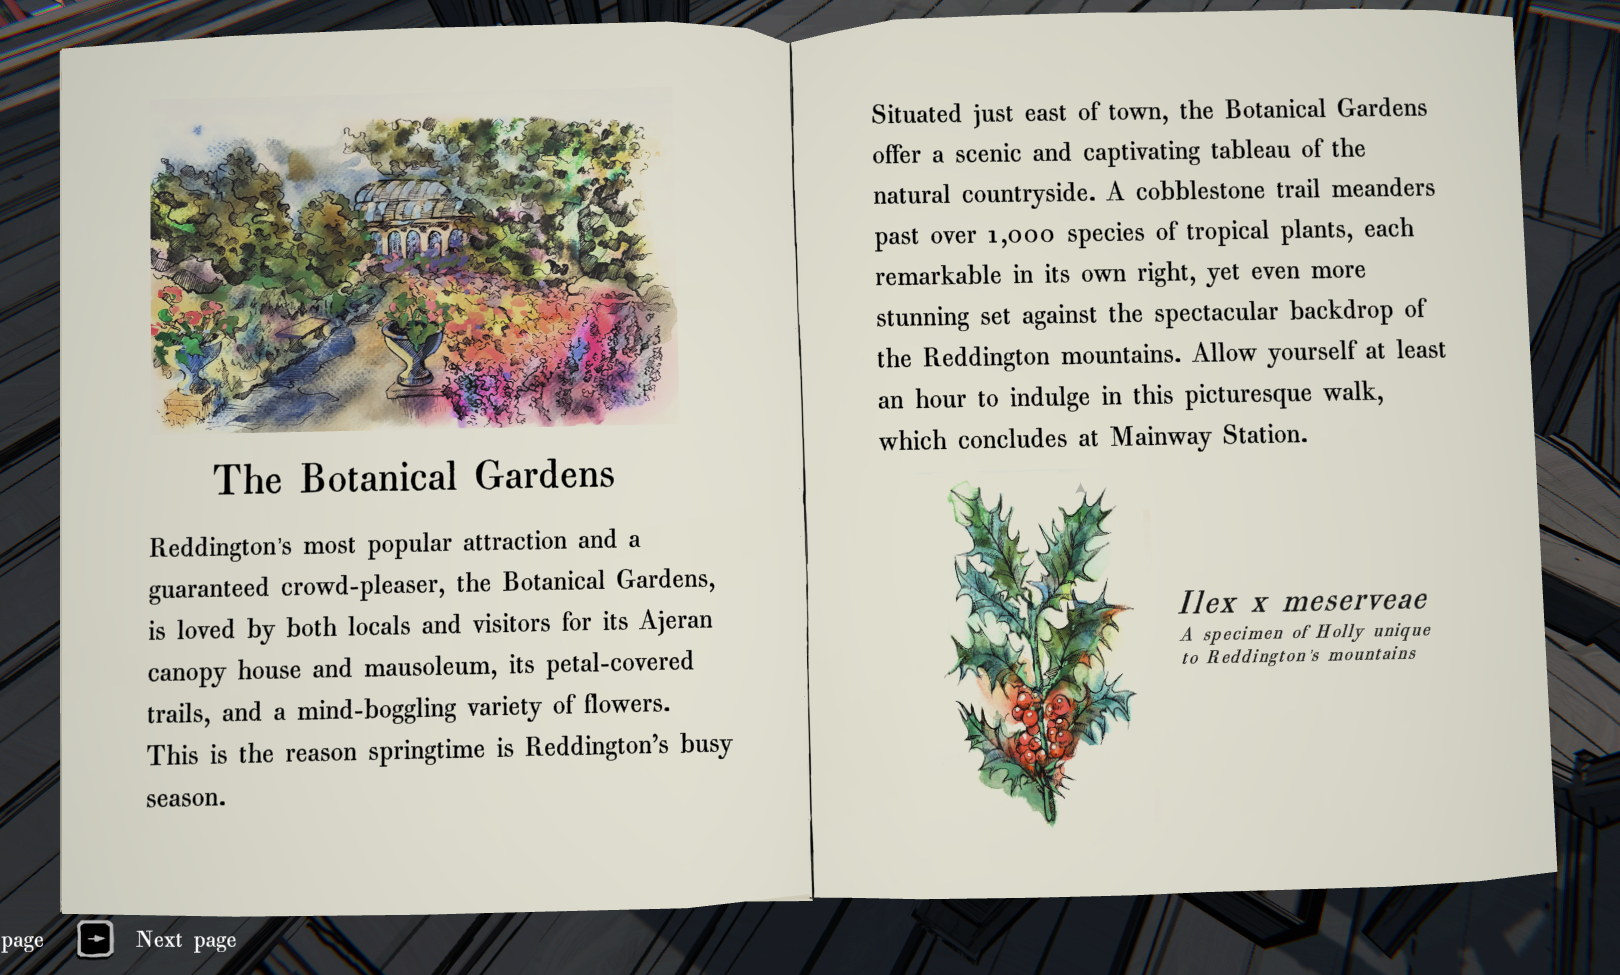 The Botanical Gardens
Reddington's most popular attraction and a
guaranteed crowd-pleaser, the Botanical Gardens,
is loved by both locals and visitors for its Ajeran
canopy house and mausoleum, its petal-covered
trails, and a mind-boggling variety of flowers.
This is the reason springtime is Reddington's busy
season.
Situated just east of town, the Botanical Gardens
offer a scenic and captivating tableau of the
natural countryside. A cobblestone trail meanders
past over 1,000 species of tropical plants, each
remarkable in its own right, yet even more
stunning set against the spectacular backdrop of
the Reddington mountains. Allow yourself at least
an hour to indulge in this picturesque walk,
which concludes at Mainway Station.
Ilex x meserveae
A specimen of Holly unique
to Reddington's mountains
page
Next page